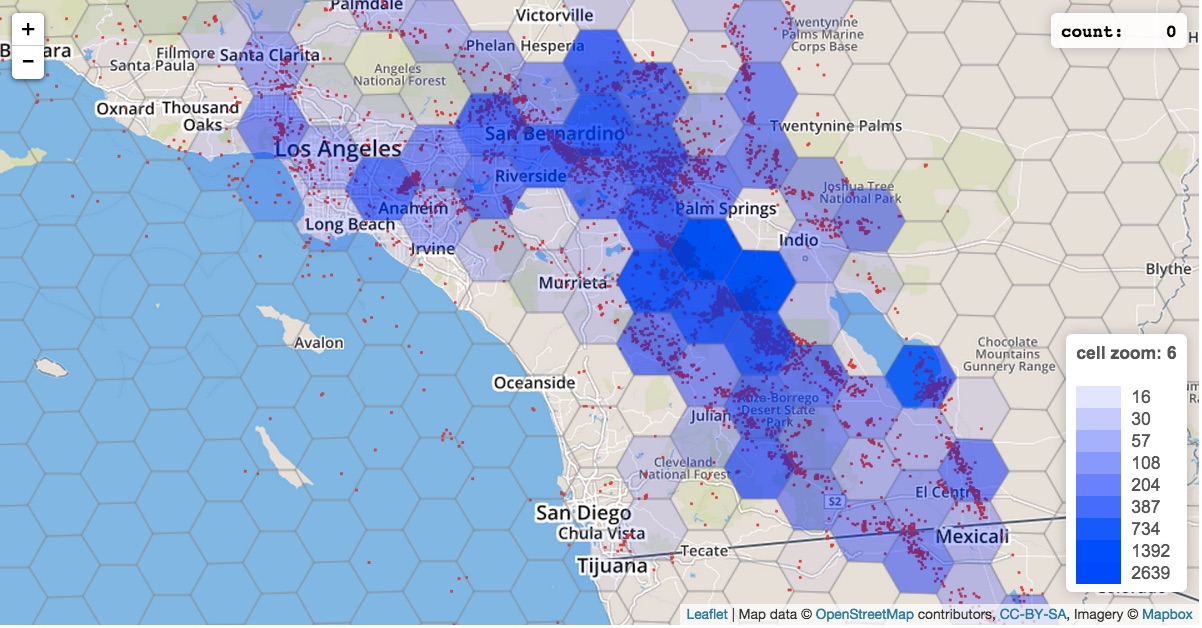 +
−
Palmdale
Victorville
Twentynine
Palms Marine
Corps Base
count: 0
Fillmore
Santa Clarita
Santa Paula
Phelan
Hesperia
Angeles
National Forest
Oxnard
Thousand
Oaks
San Bernardino
Twentynine Palms
Los Angeles
Riverside
Joshua Tree
National Park
Anaheim
Palm Springs
Long Beach
Irvine
Indio
Blythe
Murrieta
Avalon
Chocolate
Mountains
Gunnery Range
Oceanside
Anza-Borrego
Desert State
Park
Julian
Cleveland
National Forest
El Centro
S2
San Diego
Chula Vista
Mexicali
Tecate
Tijuana
cell zoom: 6
16
30
57
108
204
387
734
1392
2639
Leaflet | Map data © OpenStreetMap contributors, CC-BY-SA, Imagery © Mapbox